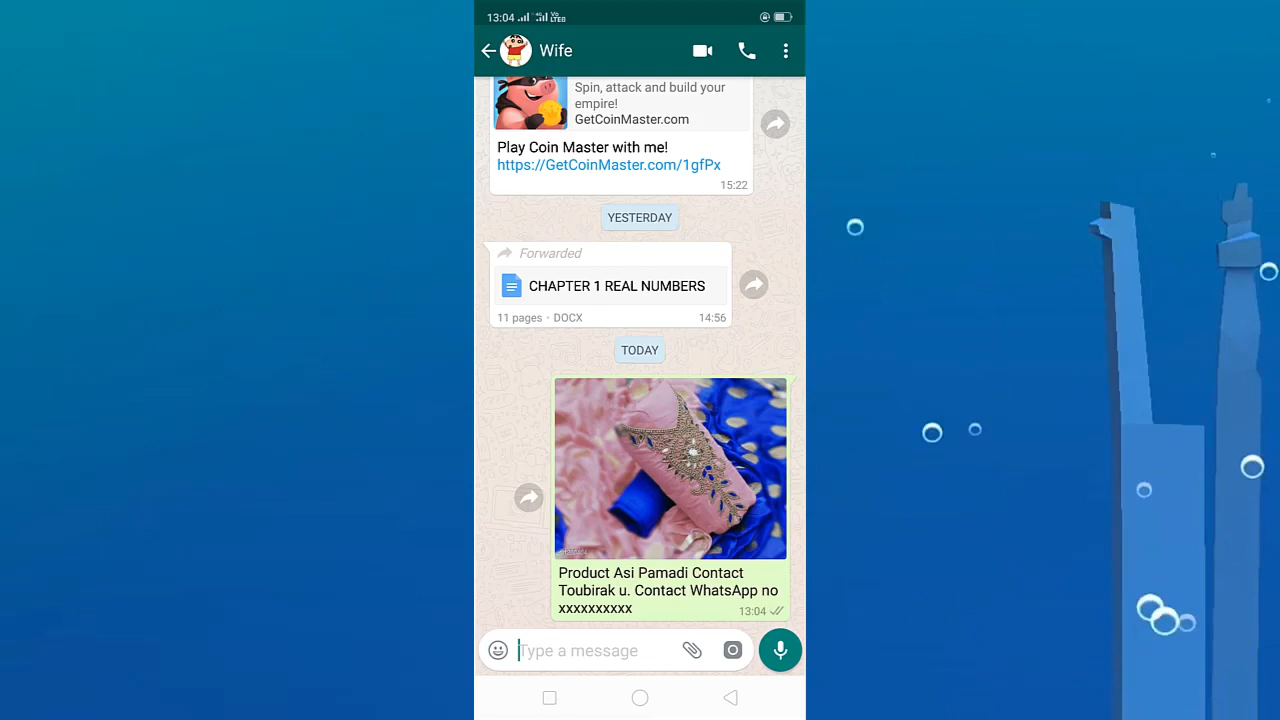 13:04
Wife
Spin, attack and build your
empire!
GetCoinMaster.com
Play Coin Master with me!
https://GetCoinMaster.com/1gfPx
15:22
YESTERDAY
Forwarded
CHAPTER 1 REAL NUMBERS
11 pages • DOCX 14:56
TODAY
Product Asi Pamadi Contact
Toubirak u. Contact WhatsApp no
xxxxxxxxxx 13:04
Type a message